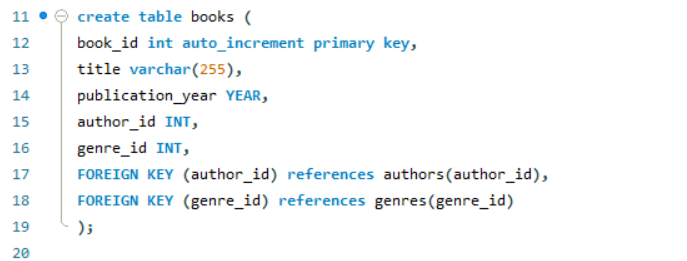 11 create table books (
12 book_id int auto_increment primary key,
13 title varchar(255),
14 publication_year YEAR,
15 author_id INT,
16 genre_id INT,
17 FOREIGN KEY (author_id) references authors(author_id),
18 FOREIGN KEY (genre_id) references genres(genre_id)
19 );
20